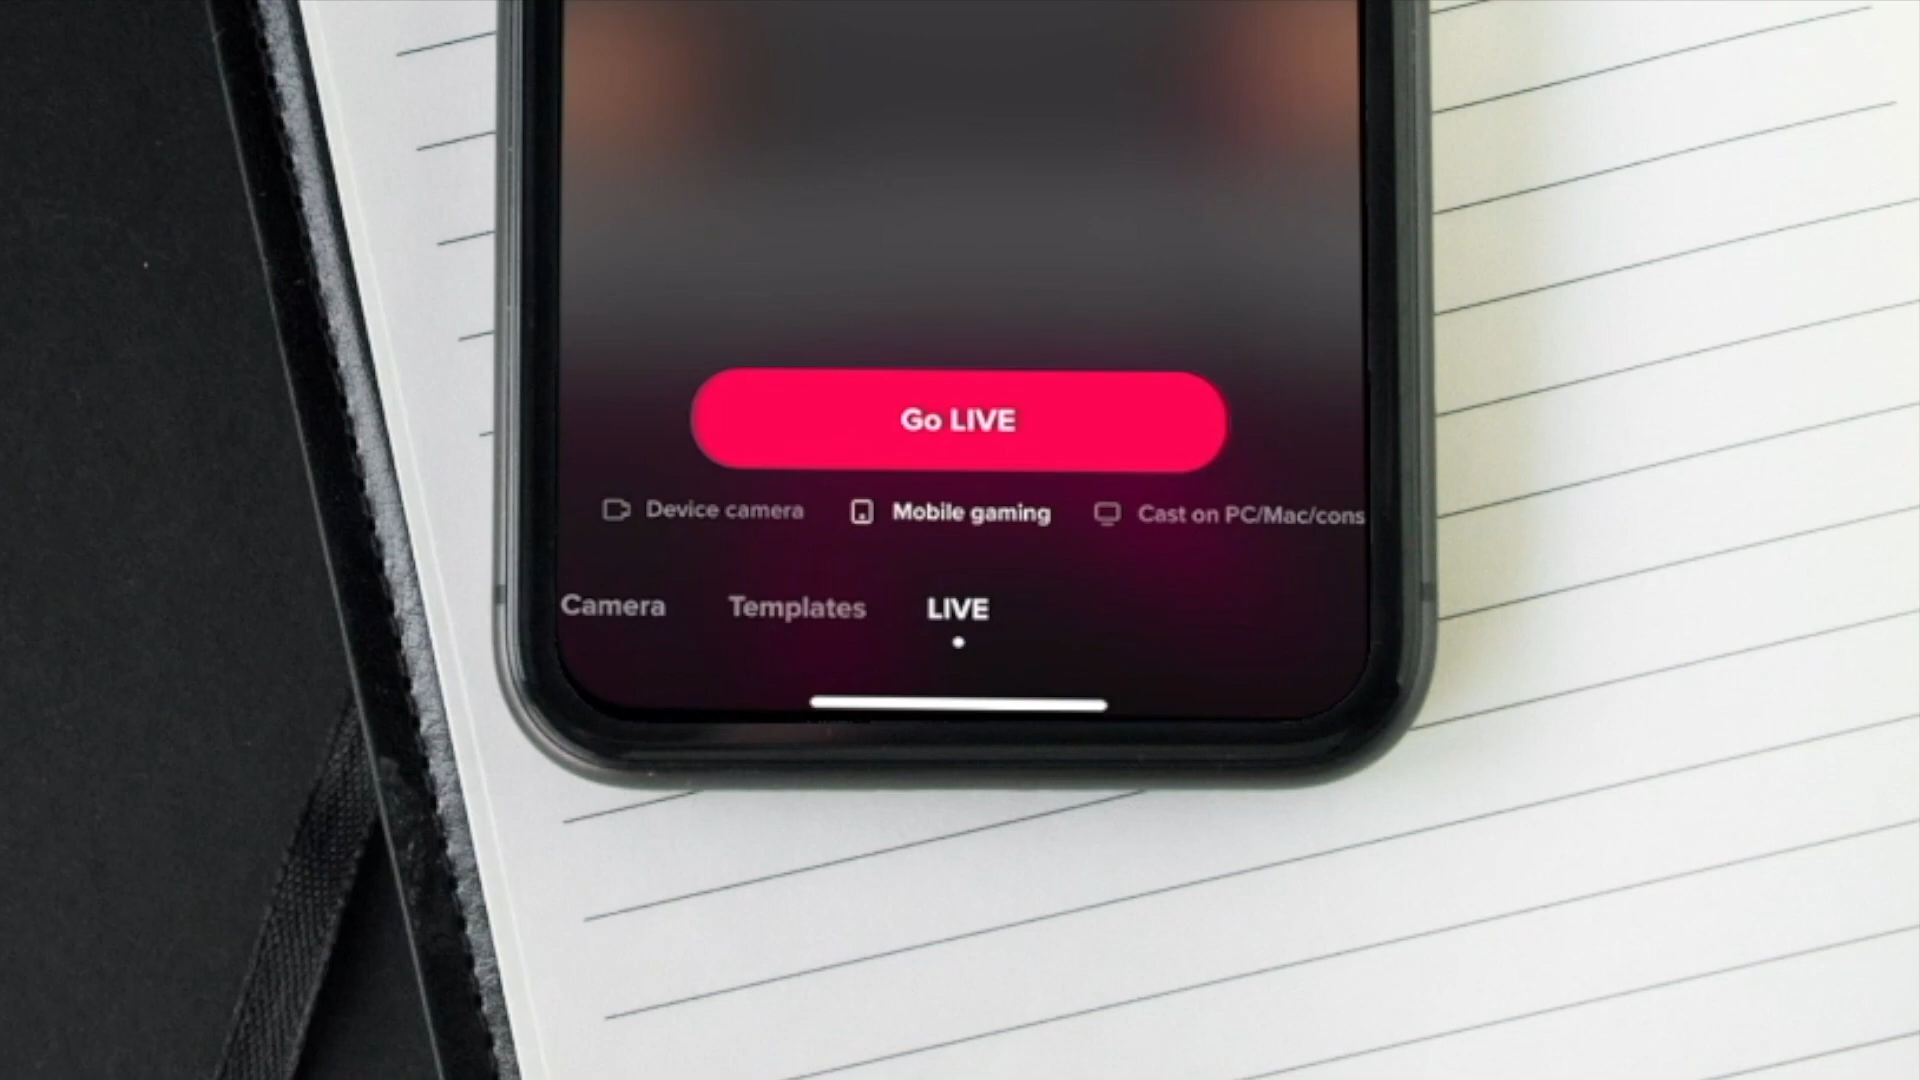 Go LIVE
Device camera Mobile gaming Cast on PC/Mac/cons
Camera Templates LIVE